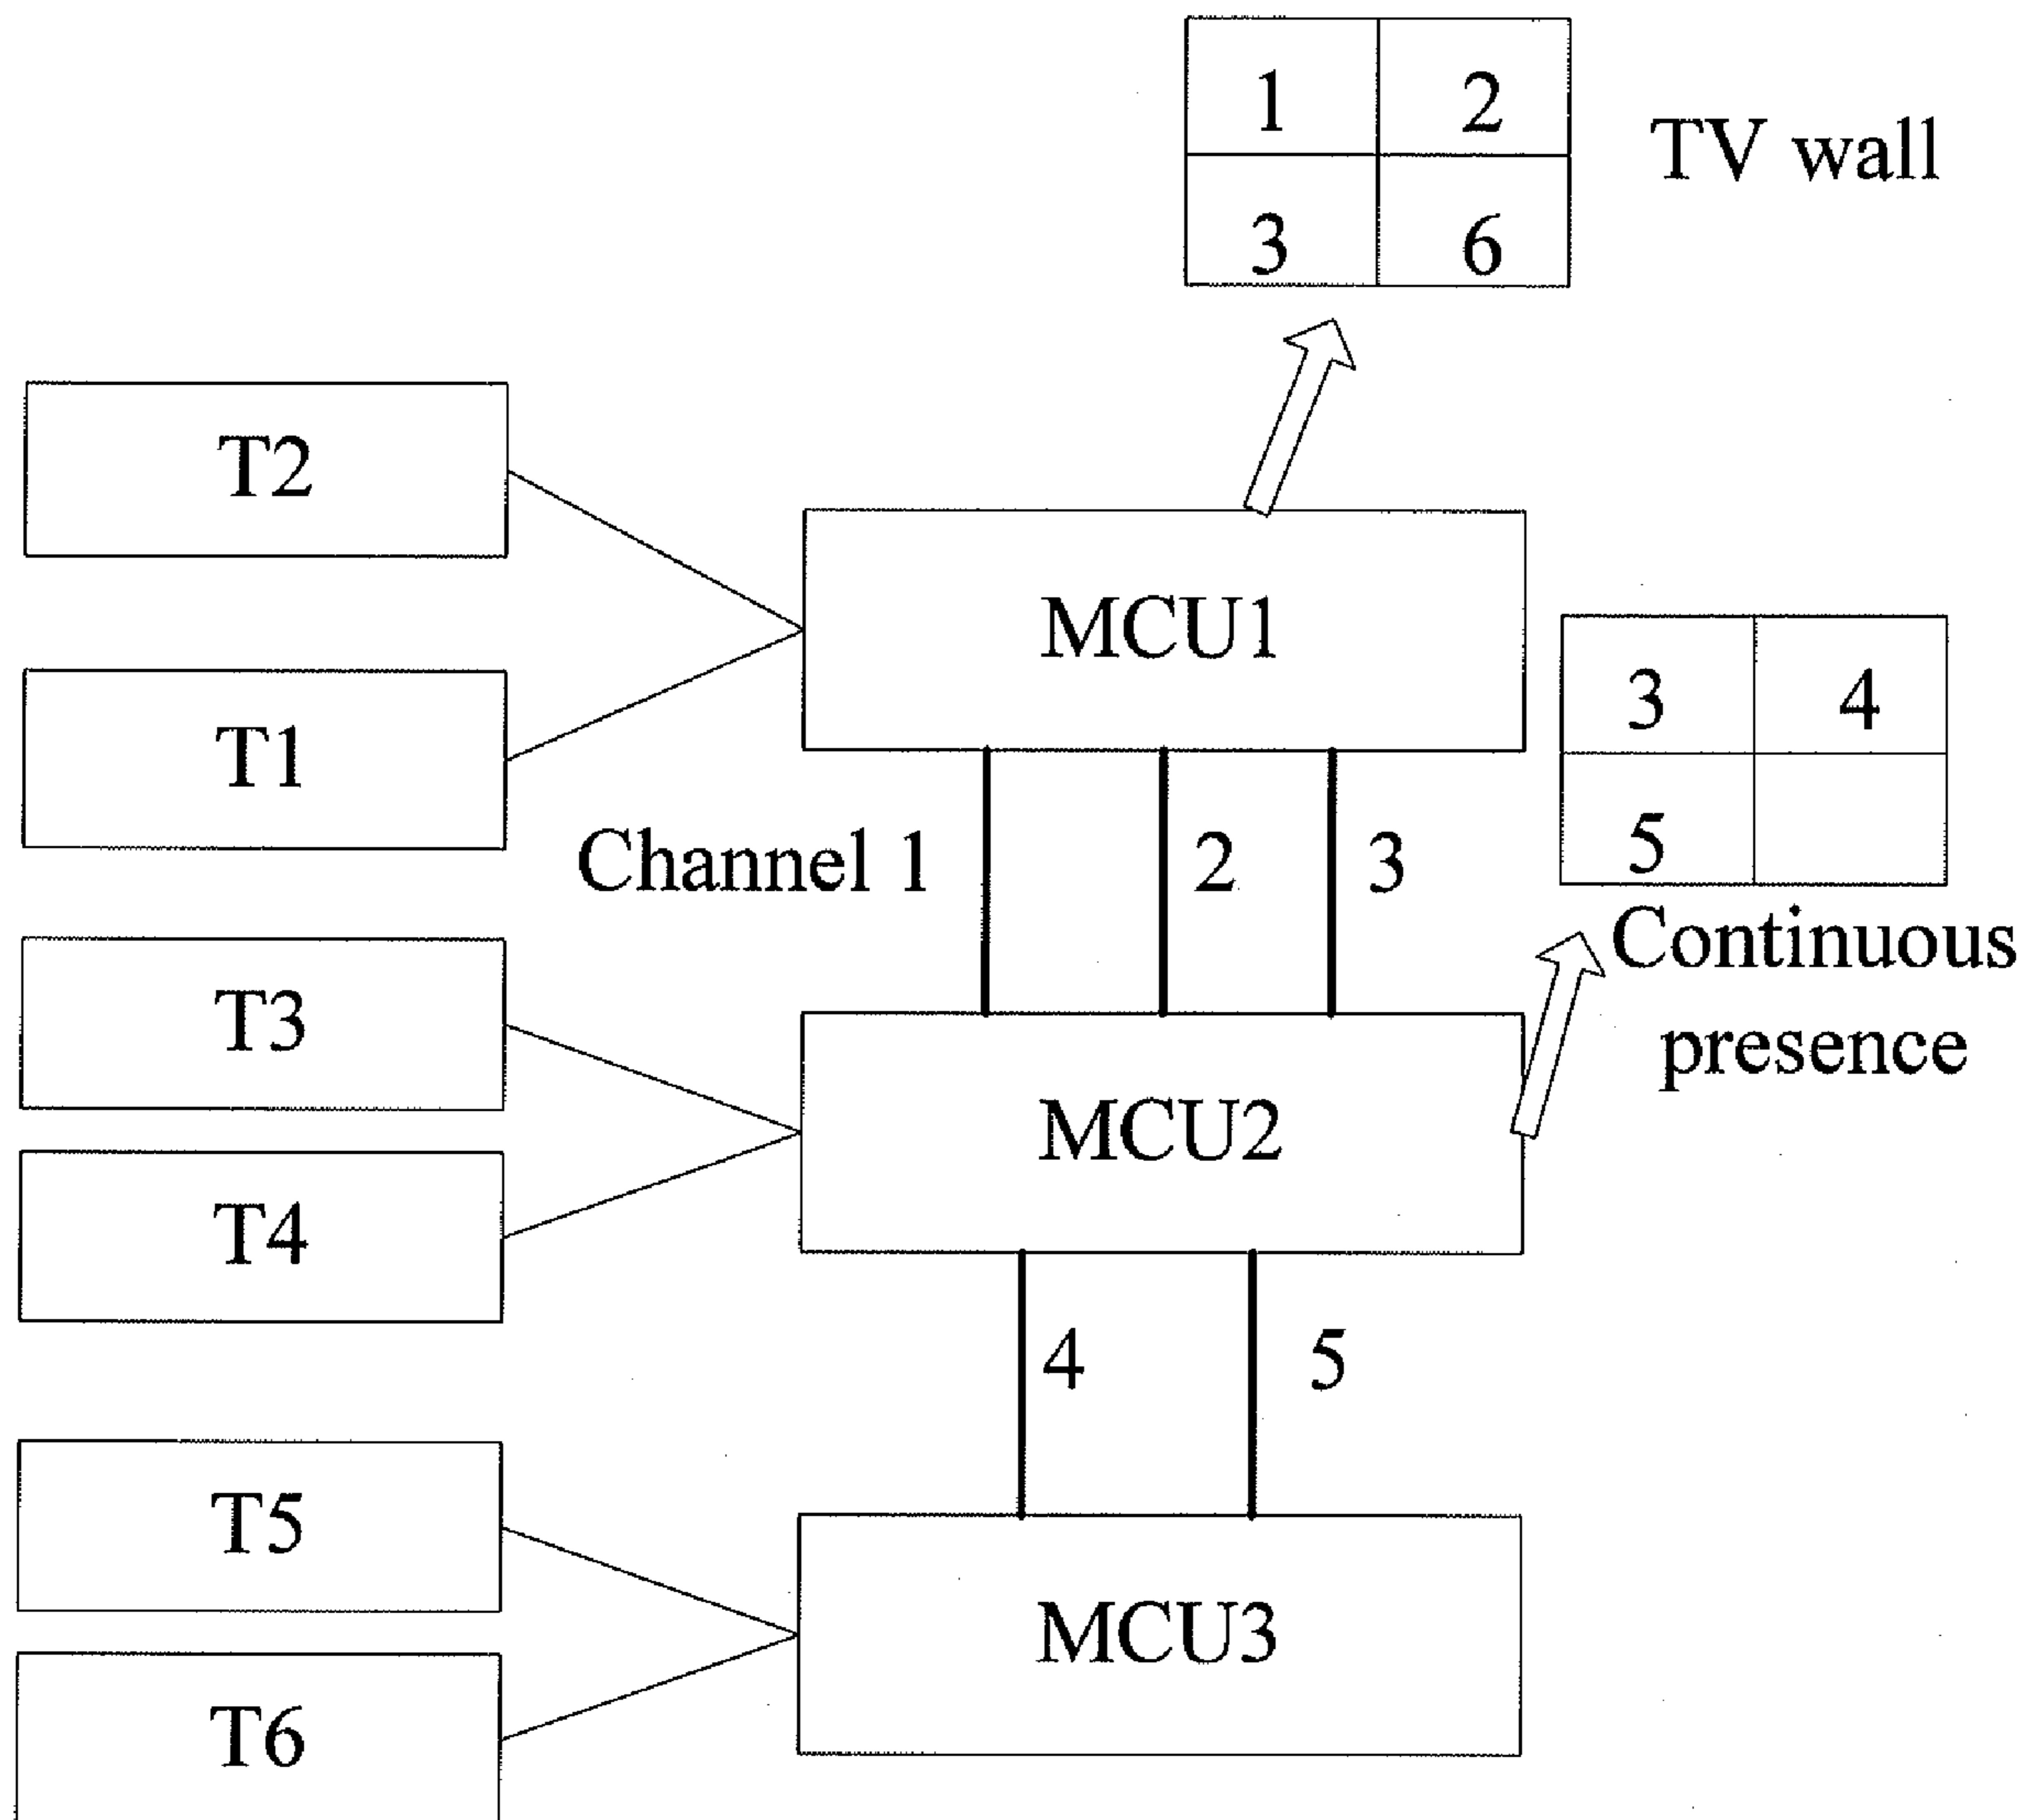 1 2
3 6
TV wall
T2
MCU1
T1
3 4
5
Channel 1
2
3
Continuous
presence
T3
MCU2
T4
4
5
T5
MCU3
T6